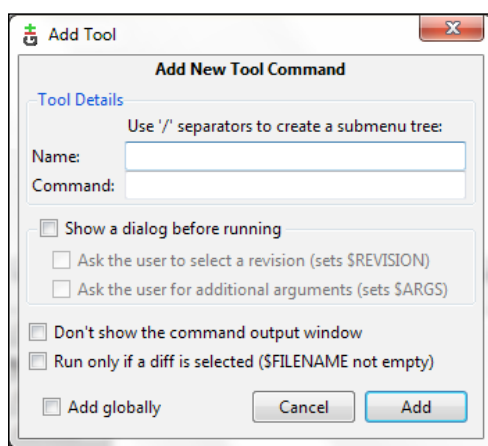 Add Tool
Add New Tool Command
Tool Details
Use '/' separators to create a submenu tree:
Name:
Command:
Show a dialog before running
Ask the user to select a revision (sets $REVISION)
Ask the user for additional arguments (sets $ARGS)
Don't show the command output window
Run only if a diff is selected ($FILENAME not empty)
Add globally
Cancel
Add